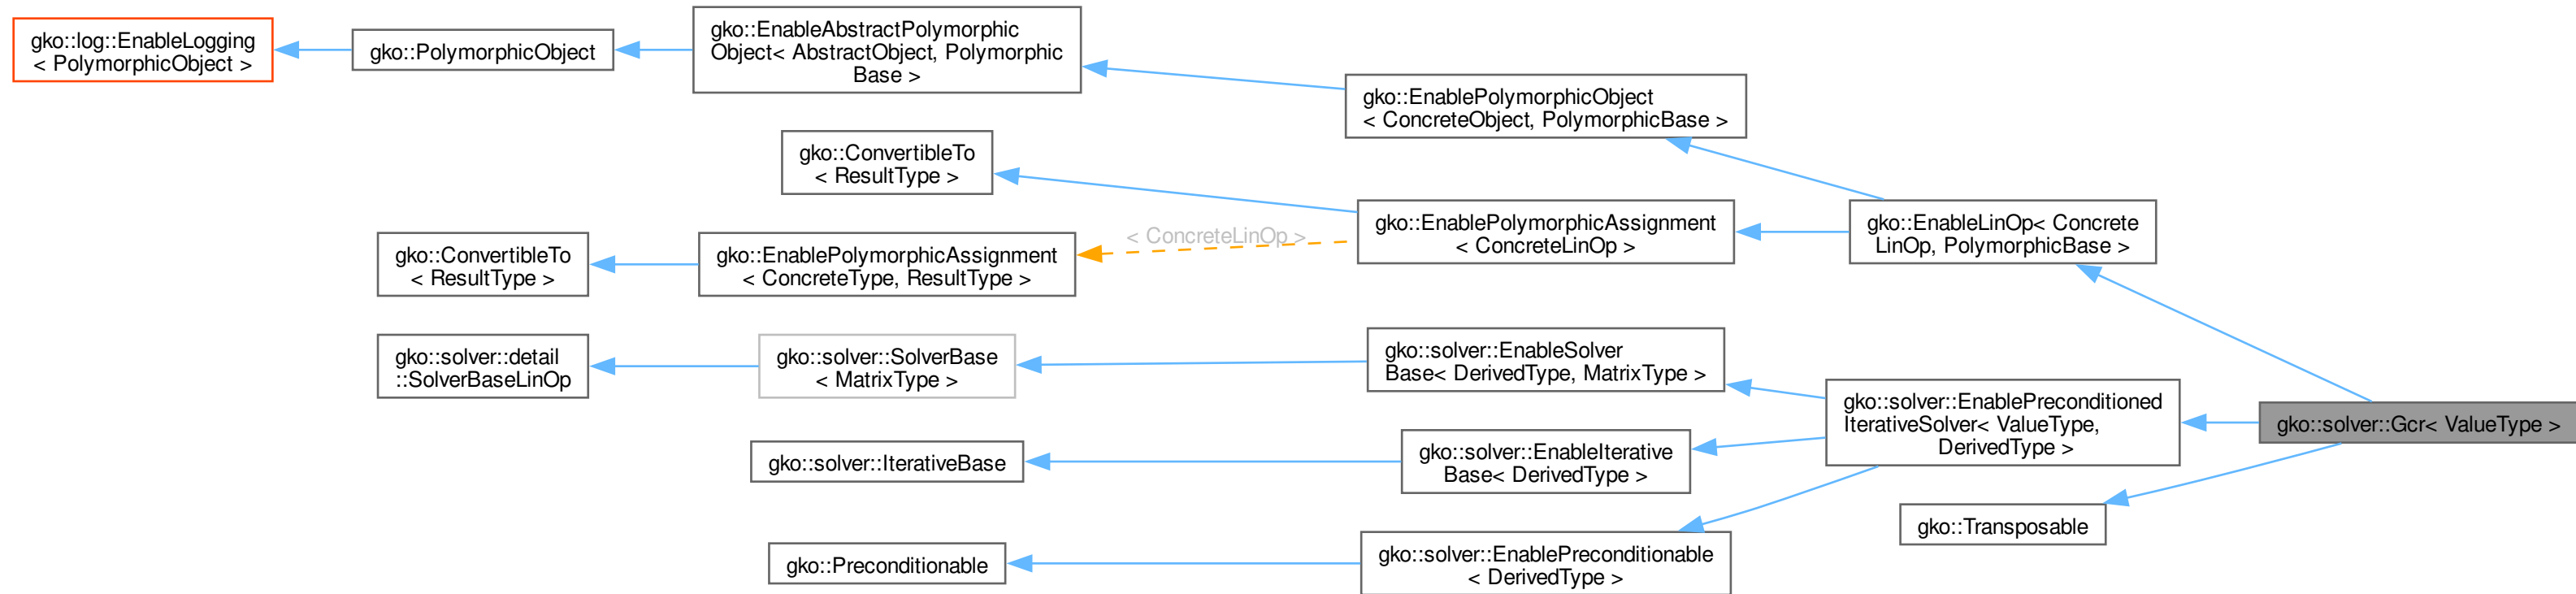 gko::log::EnableLogging
< PolymorphicObject >
gko::PolymorphicObject
gko::EnableAbstractPolymorphic
Object< AbstractObject, Polymorphic
Base >
gko::EnablePolymorphicObject
< ConcreteObject, PolymorphicBase >
gko::ConvertibleTo
< ResultType >
gko::EnablePolymorphicAssignment
< ConcreteLinOp >
gko::EnableLinOp< Concrete
LinOp, PolymorphicBase >
< ConcreteLinOp >
gko::ConvertibleTo
< ResultType >
gko::EnablePolymorphicAssignment
< ConcreteType, ResultType >
gko::solver::detail
::SolverBaseLinOp
gko::solver::SolverBase
< MatrixType >
gko::solver::EnableSolver
Base< DerivedType, MatrixType >
gko::solver::EnablePreconditioned
IterativeSolver< ValueType,
DerivedType >
gko::solver::Gcr< ValueType >
gko::solver::IterativeBase
gko::solver::EnableIterative
Base< DerivedType >
gko::Transposable
gko::Preconditionable
gko::solver::EnablePreconditionable
< DerivedType >